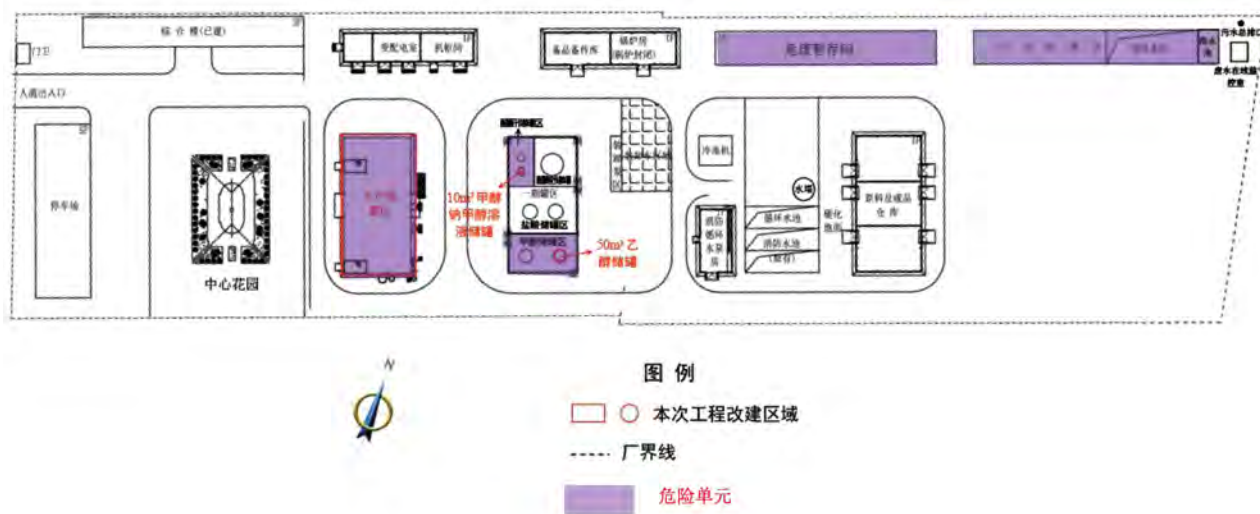 综合楼(已建)
门卫
变配电室
机柜间
备品备件库
锅炉房
(锅炉封闭)
危废暂存间
污水总排口
废水在线监
控室
人流出入口
停车场
中心花园
10m³甲醇
钠甲醇溶
液储罐
一期罐区
盐酸储罐区
甲醇储罐区
50m³乙
醇储罐
冷冻机
水塔
消防
循环
水泵
房
循环水池
消防水池
硬化
地面
原料及成品
仓库
N
图 例
本次工程改建区域
厂界线
危险单元